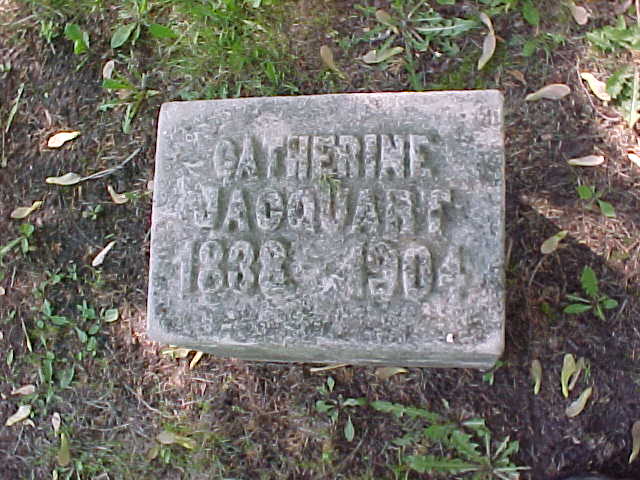 CATHERINE
JACQUART
1838 - 1904